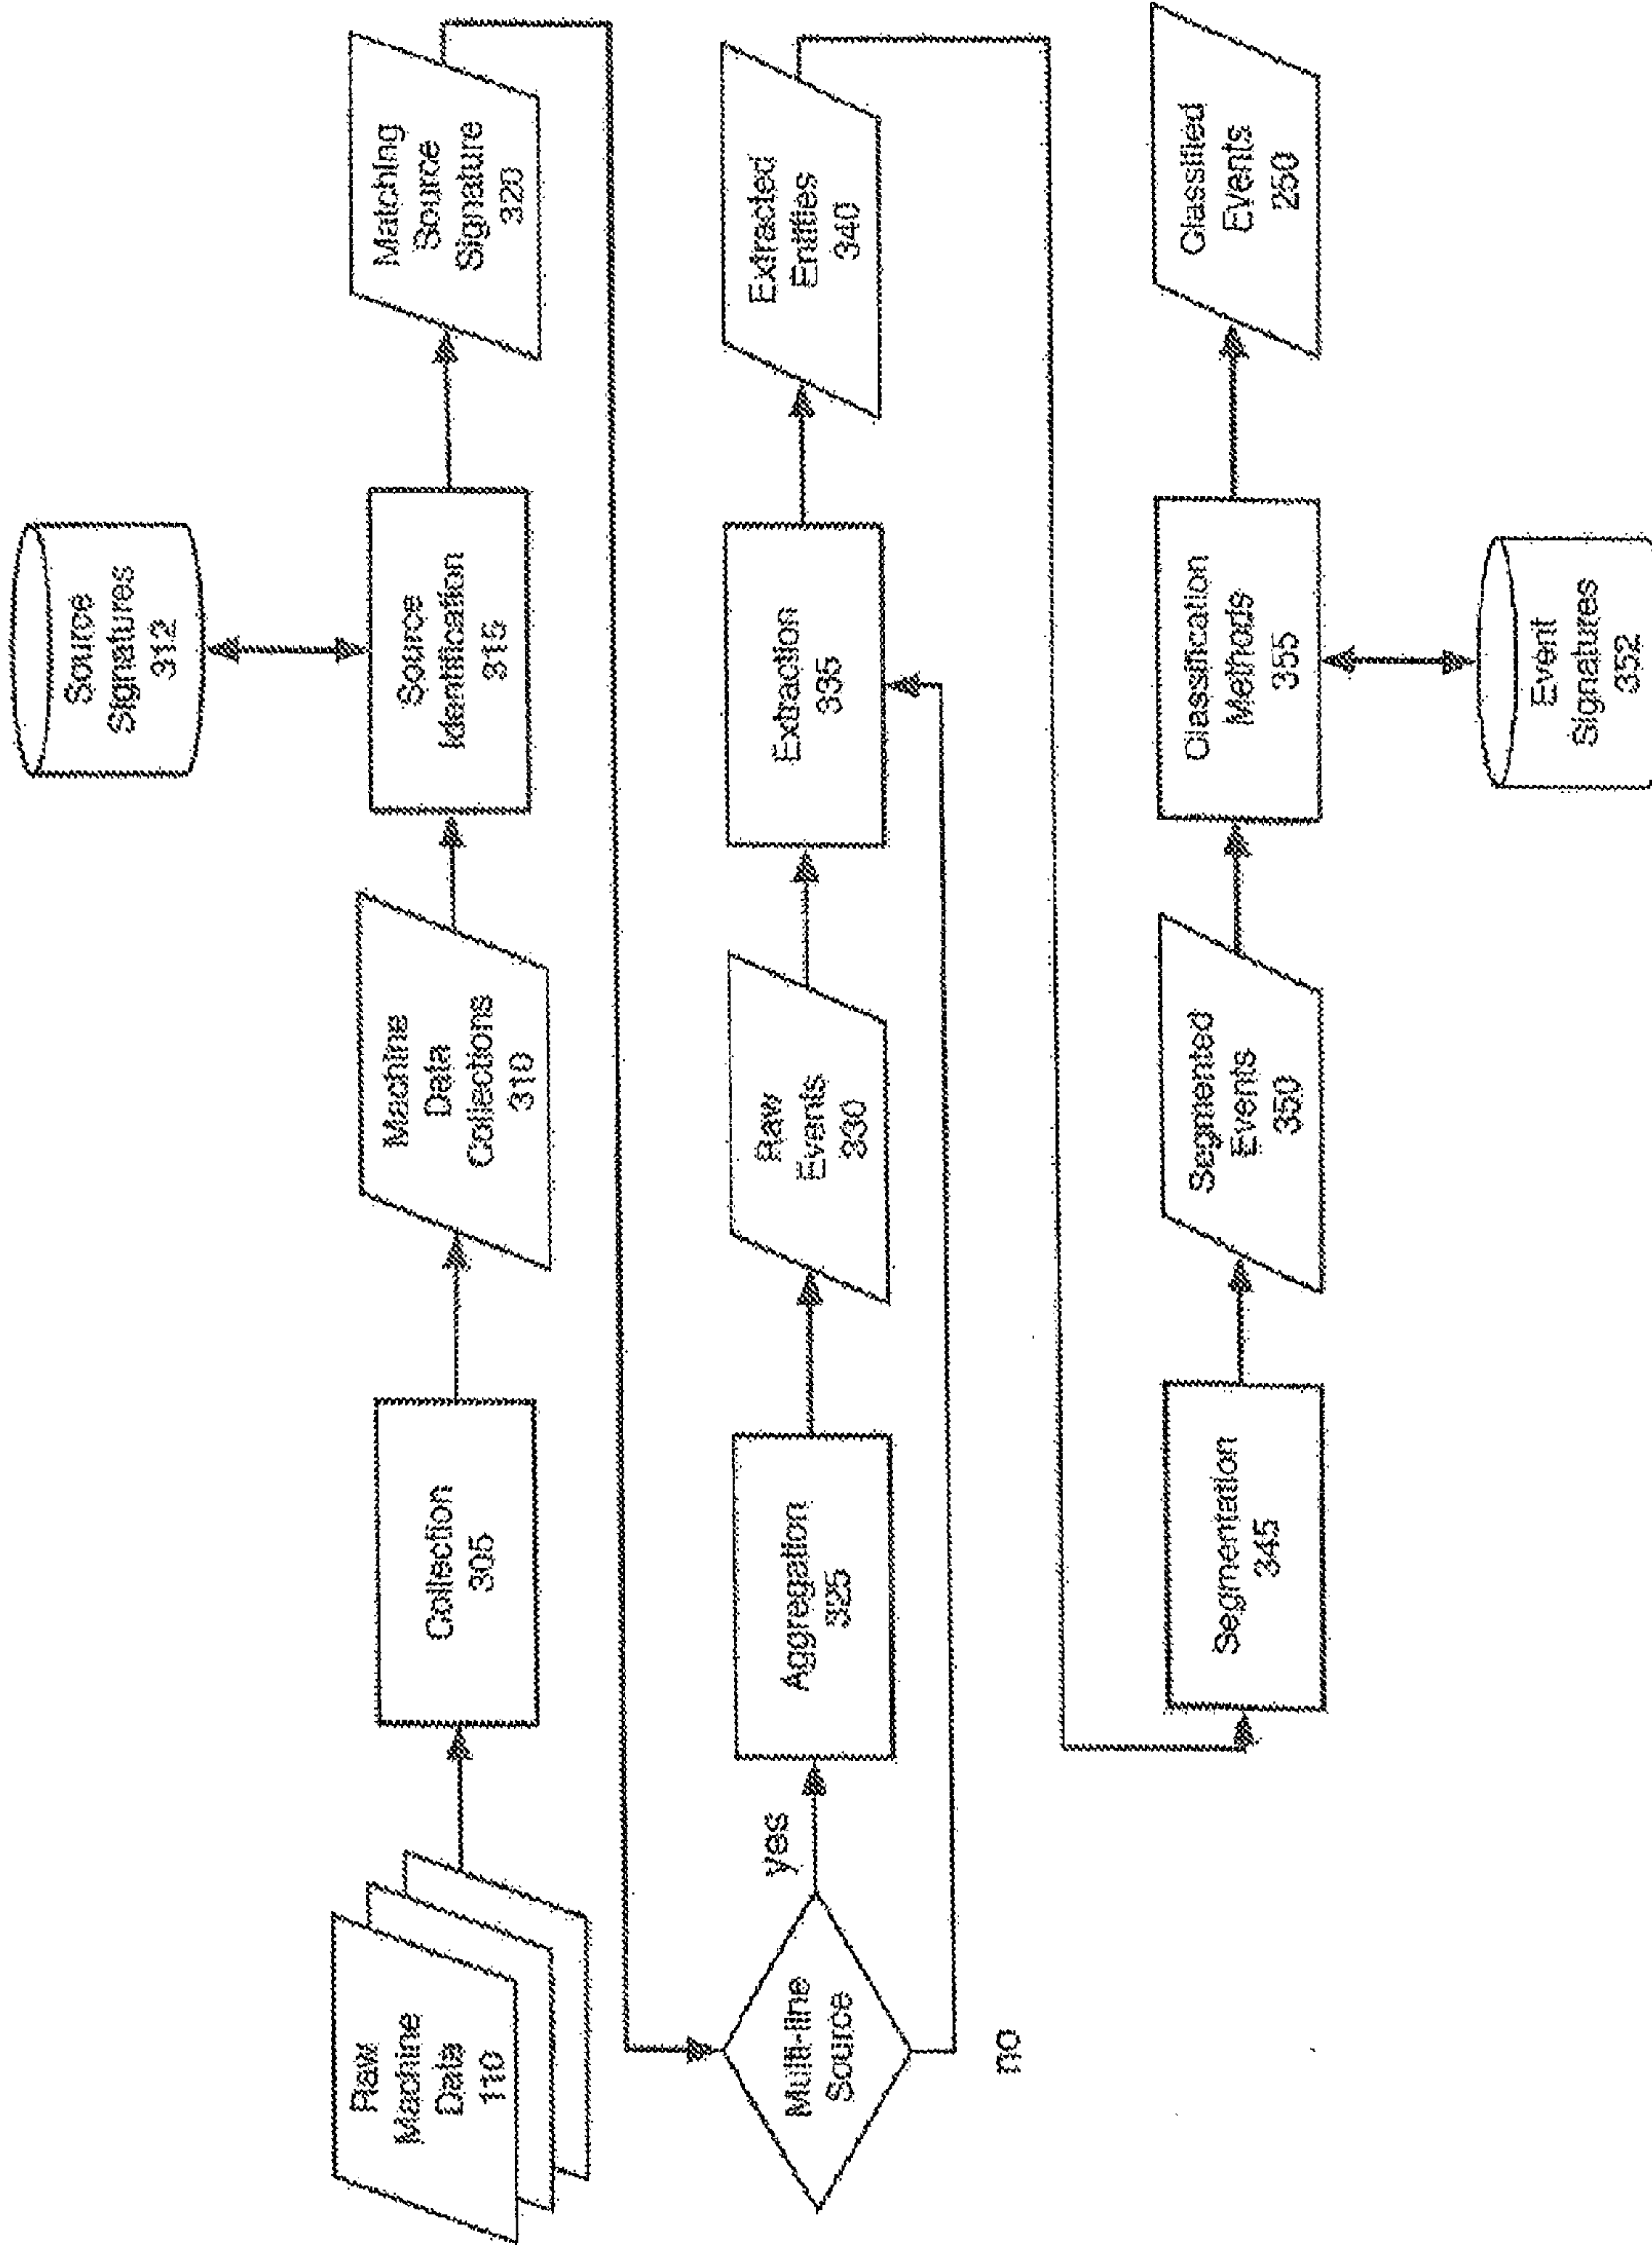 Source
Signatures
312
Raw
Machine
Data
110
Collection
305
Machine
Data
Collections
310
Source
Identification
315
Matching
Source
Signature
320
Multi-line
Source
yes
no
Aggregation
325
Raw
Events
330
Extraction
335
Extracted
Entities
340
Segmentation
345
Segmented
Events
350
Classification
Methods
355
Classified
Events
250
Event
Signatures
352